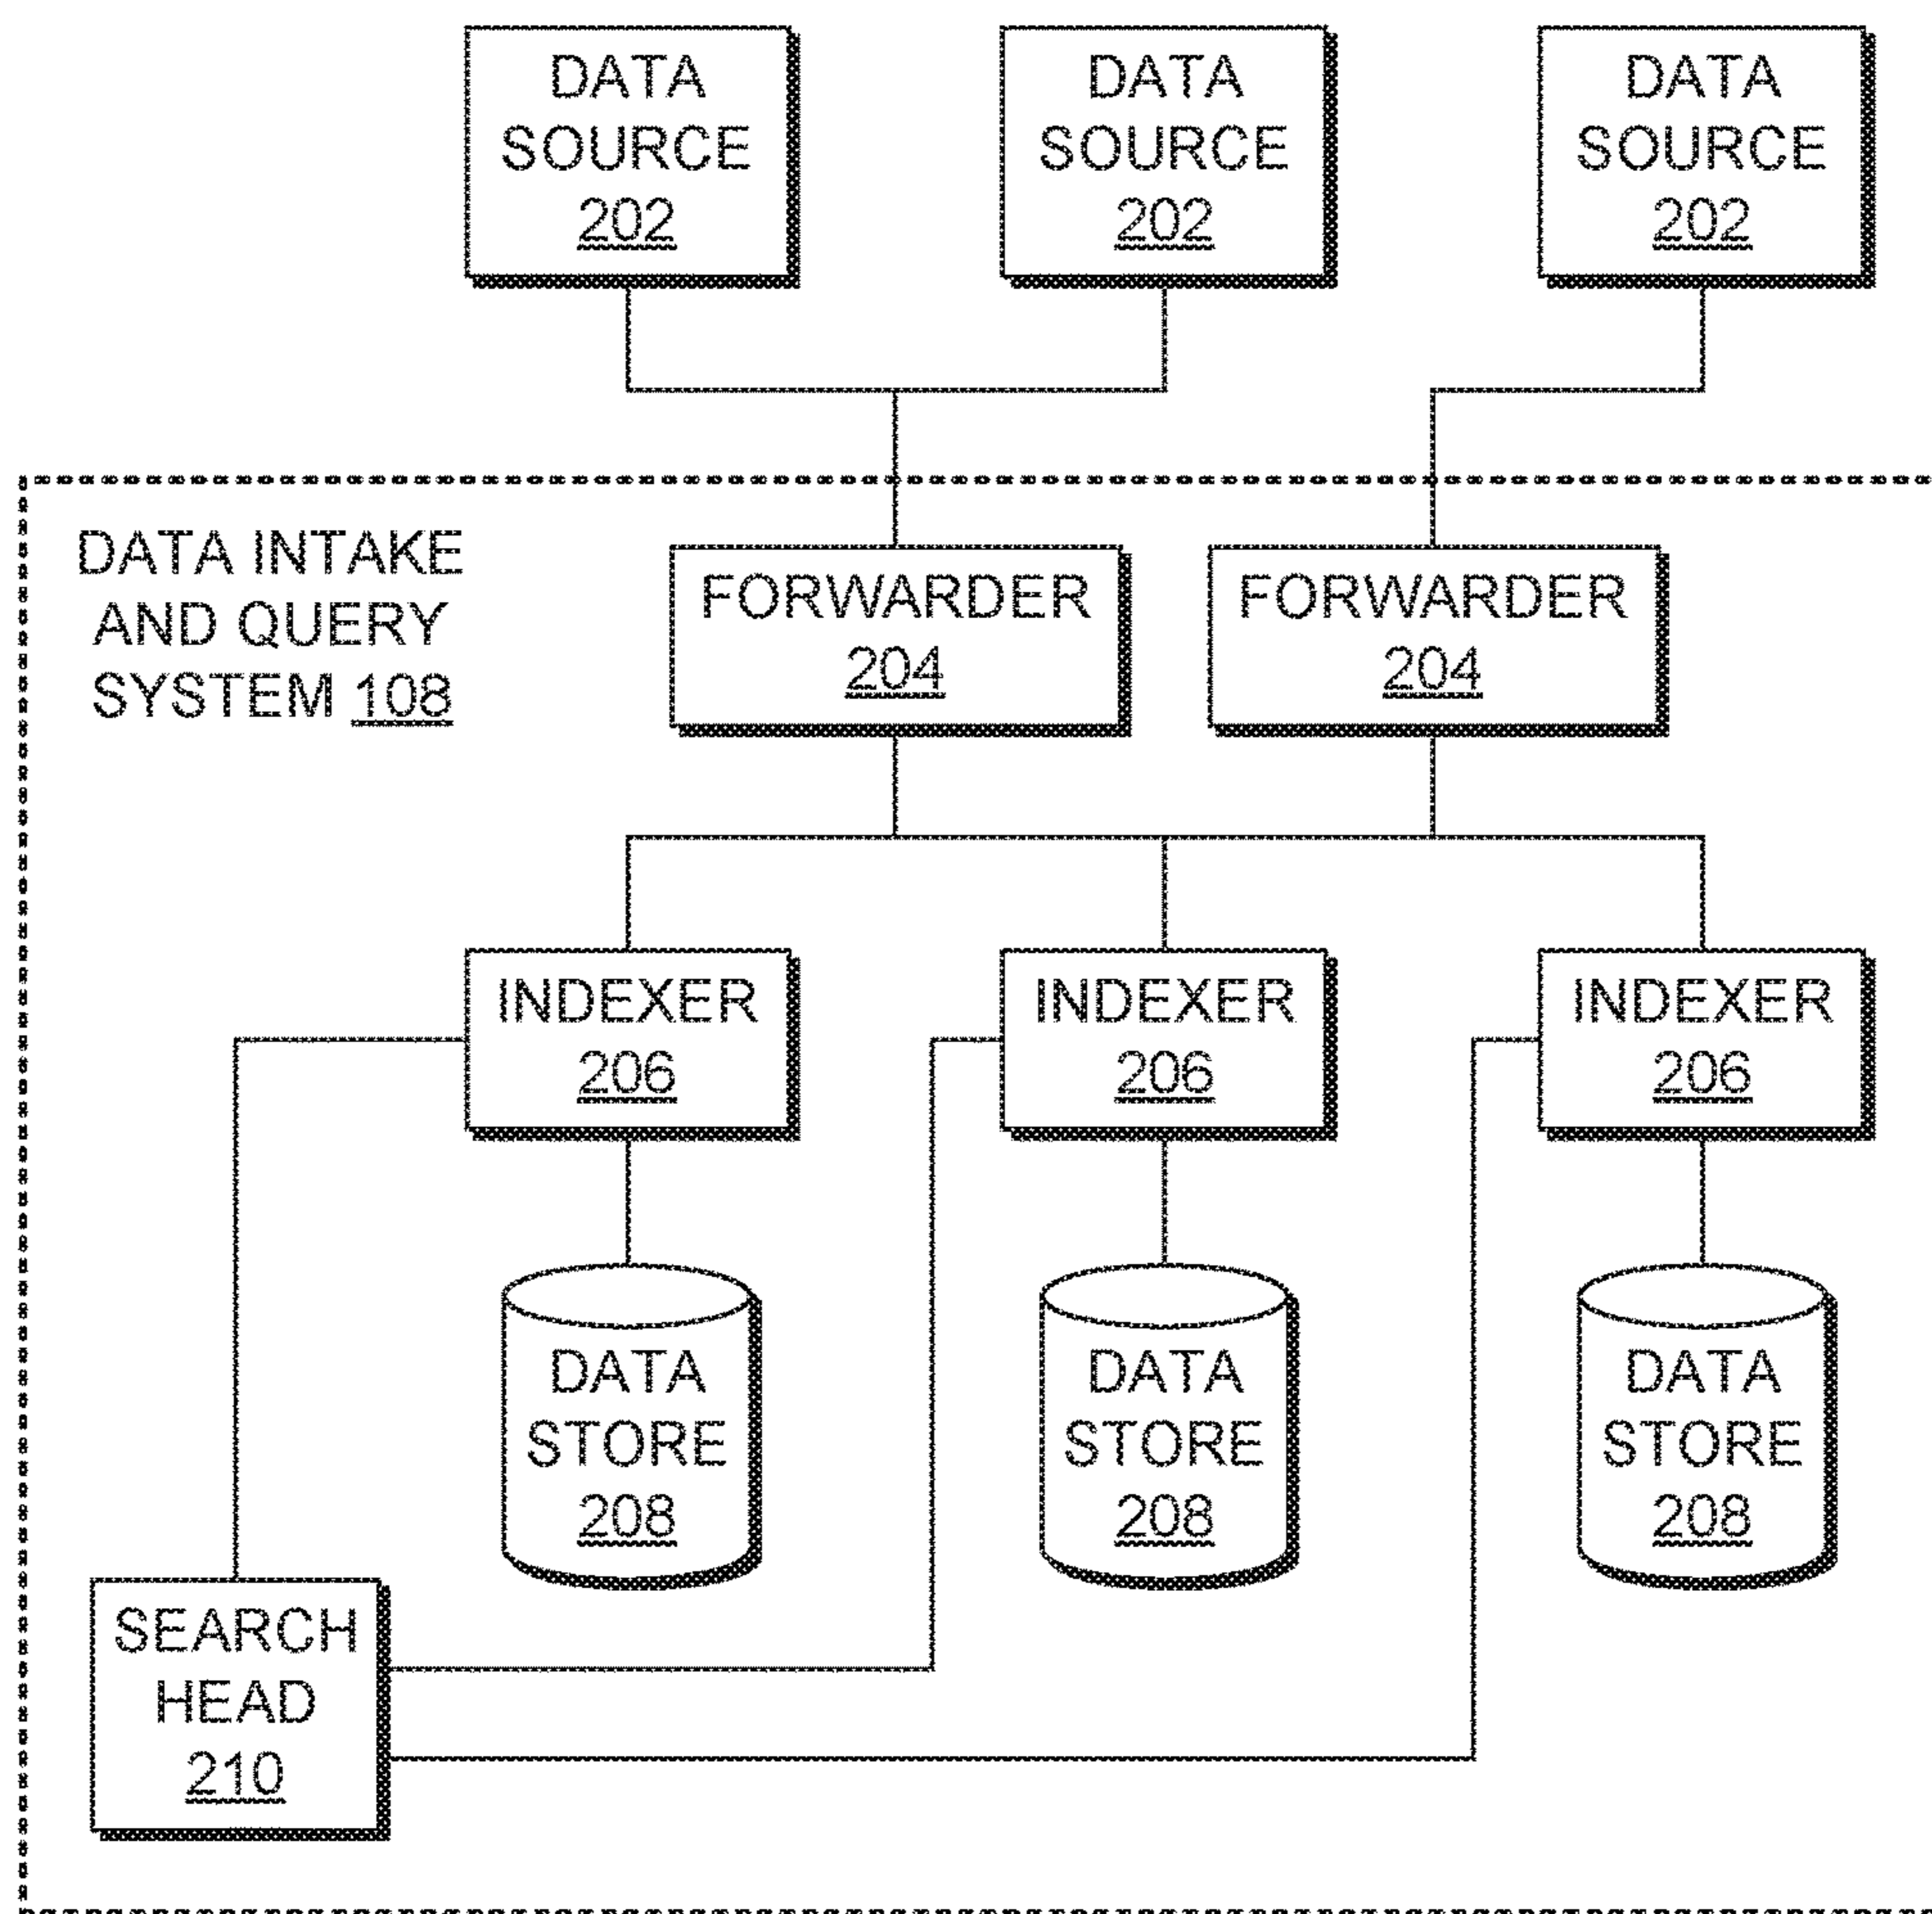 DATA
SOURCE
202
DATA
SOURCE
202
DATA
SOURCE
202
DATA INTAKE
AND QUERY
SYSTEM 108
FORWARDER
204
FORWARDER
204
INDEXER
206
INDEXER
206
INDEXER
206
DATA
STORE
208
DATA
STORE
208
DATA
STORE
208
SEARCH
HEAD
210